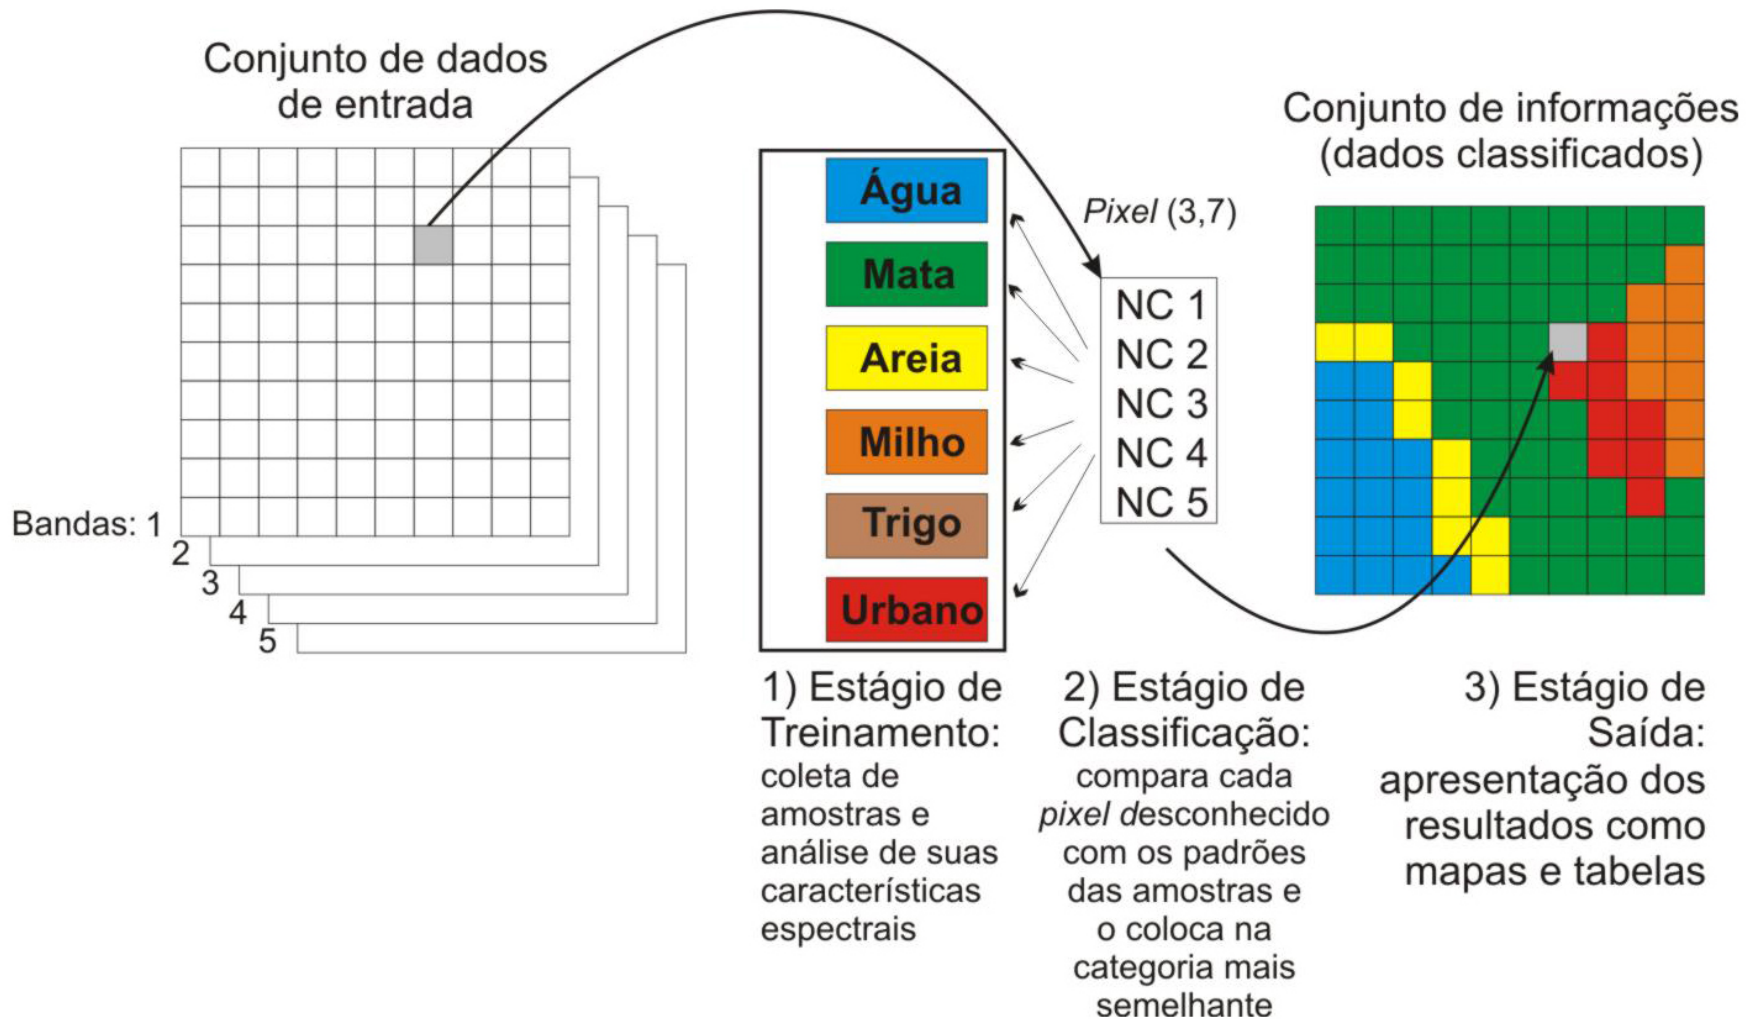 Conjunto de dados
de entrada
Bandas: 1
2
3
4
5
Água
Mata
Areia
Milho
Trigo
Urbano
Pixel (3,7)
NC 1
NC 2
NC 3
NC 4
NC 5
Conjunto de informações
(dados classificados)
1) Estágio de
Treinamento:
coleta de
amostras e
análise de suas
características
espectrais
2) Estágio de
Classificação:
compara cada
pixel desconhecido
com os padrões
das amostras e
o coloca na
categoria mais
semelhante
3) Estágio de
Saída:
apresentação dos
resultados como
mapas e tabelas